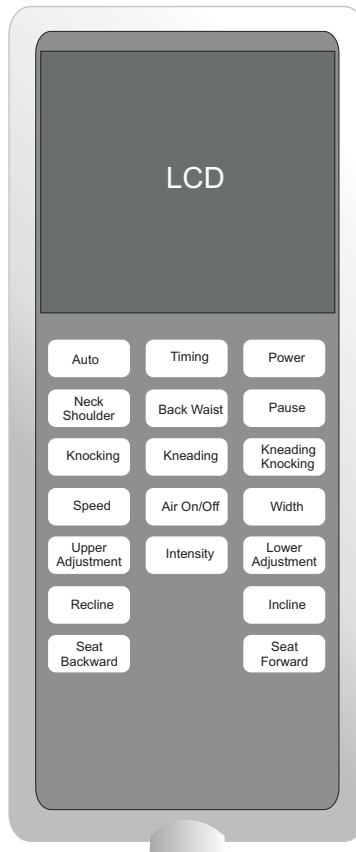 LCD
Auto
Timing
Power
Neck
Shoulder
Back Waist
Pause
Knocking
Kneading
Kneading
Knocking
Speed
Air On/Off
Width
Upper
Adjustment
Intensity
Lower
Adjustment
Recline
Incline
Seat
Backward
Seat
Forward